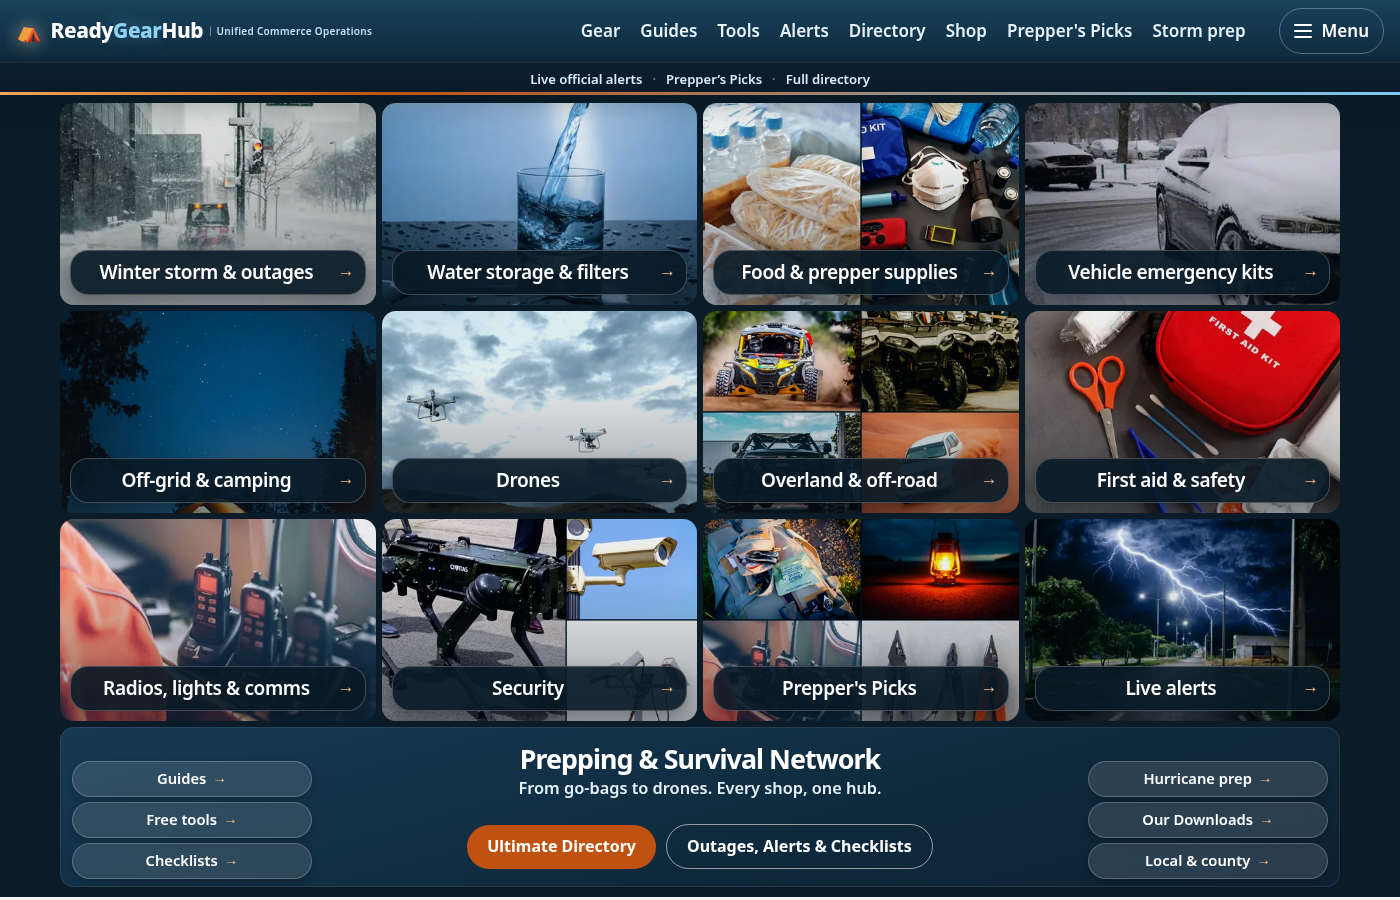 ReadyGearHub | Unified Commerce Operations
Gear Guides Tools Alerts Directory Shop Prepper's Picks Storm prep Menu
Live official alerts · Prepper's Picks · Full directory
D KIT
Winter storm & outages →
Water storage & filters →
Food & prepper supplies →
Vehicle emergency kits →
FIRST AID KIT
Off-grid & camping →
Drones →
Overland & off-road →
First aid & safety →
Radios, lights & comms →
Security →
Prepper's Picks →
Live alerts →
Prepping & Survival Network
From go-bags to drones. Every shop, one hub.
Guides →
Free tools →
Checklists →
Ultimate Directory
Outages, Alerts & Checklists
Hurricane prep →
Our Downloads →
Local & county →